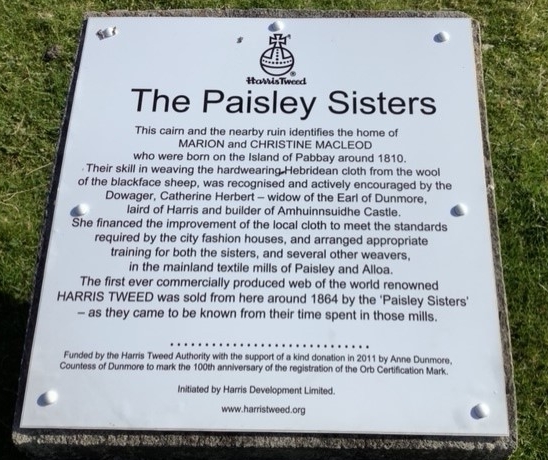 Harris Tweed®
The Paisley Sisters
This cairn and the nearby ruin identifies the home of
MARION and CHRISTINE MACLEOD
who were born on the Island of Pabbay around 1810.
Their skill in weaving the hardwearing Hebridean cloth from the wool
of the blackface sheep, was recognised and actively encouraged by the
Dowager, Catherine Herbert – widow of the Earl of Dunmore,
laird of Harris and builder of Amhuinnsuidhe Castle.
She financed the improvement of the local cloth to meet the standards
required by the city fashion houses, and arranged appropriate
training for both the sisters, and several other weavers,
in the mainland textile mills of Paisley and Alloa.
The first ever commercially produced web of the world renowned
HARRIS TWEED was sold from here around 1864 by the 'Paisley Sisters'
– as they came to be known from their time spent in those mills.
..............................
Funded by the Harris Tweed Authority with the support of a kind donation in 2011 by Anne Dunmore,
Countess of Dunmore to mark the 100th anniversary of the registration of the Orb Certification Mark.
Initiated by Harris Development Limited.
www.harristweed.org